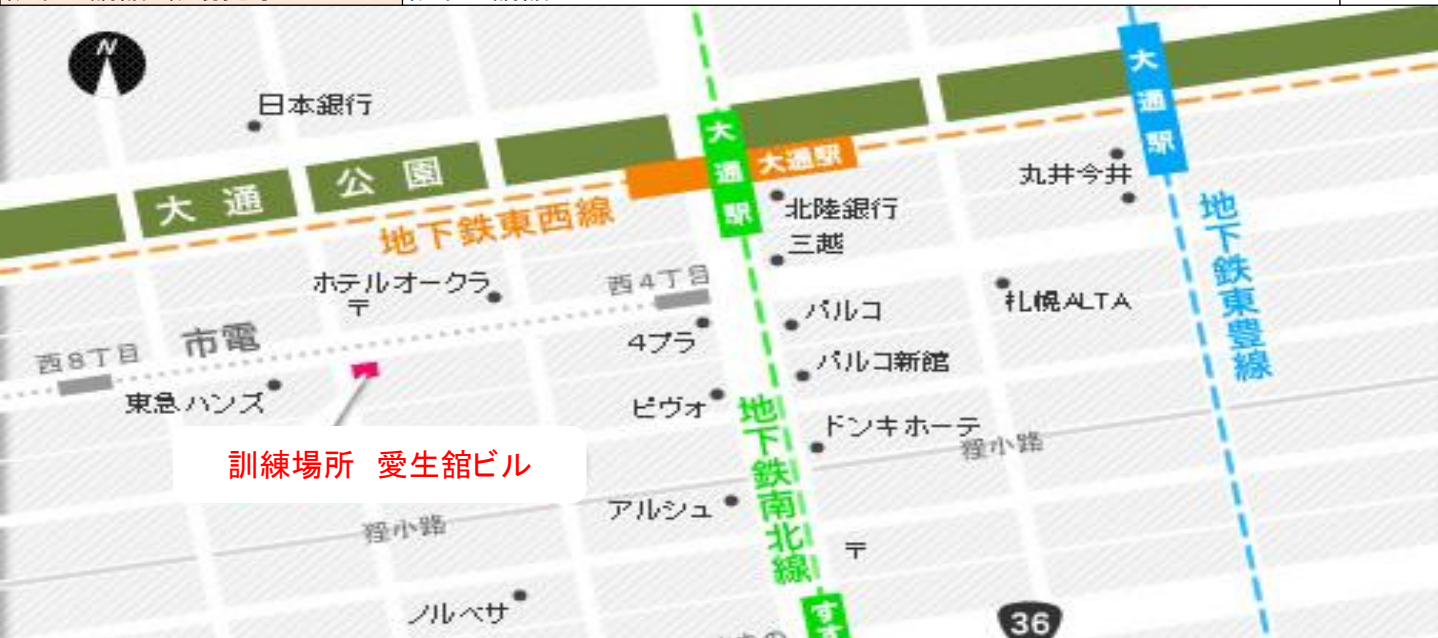 N
日本銀行
大通公園
地下鉄東西線
大通駅
大通駅
大通駅
丸井今井
北陸銀行
三越
地下鉄東豊線
ホテルオークラ
〒
西4丁目
パルコ
札幌ALTA
4プラ
市電
西8丁目
パルコ新館
東急ハンズ
ピヴォ
ドンキホーテ
地下鉄南北線
狸小路
訓練場所 愛生舘ビル
アルシュ
狸小路
〒
ノルベサ
すす
36